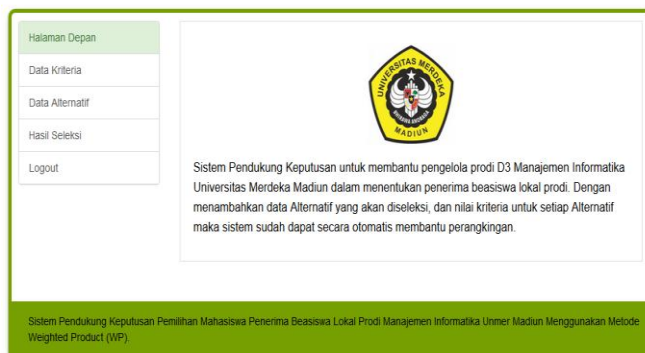 Halaman Depan
Data Kriteria
Data Alternatif
Hasil Seleksi
Logout
UNIVERSITAS MERDEKA
MADIUN
Sistem Pendukung Keputusan untuk membantu pengelola prodi D3 Manajemen Informatika
Universitas Merdeka Madiun dalam menentukan penerima beasiswa lokal prodi. Dengan
menambahkan data Alternatif yang akan diseleksi, dan nilai kriteria untuk setiap Alternatif
maka sistem sudah dapat secara otomatis membantu perangkingan.
Sistem Pendukung Keputusan Pemilihan Mahasiswa Penerima Beasiswa Lokal Prodi Manajemen Informatika Unmer Madiun Menggunakan Metode
Weighted Product (WP).